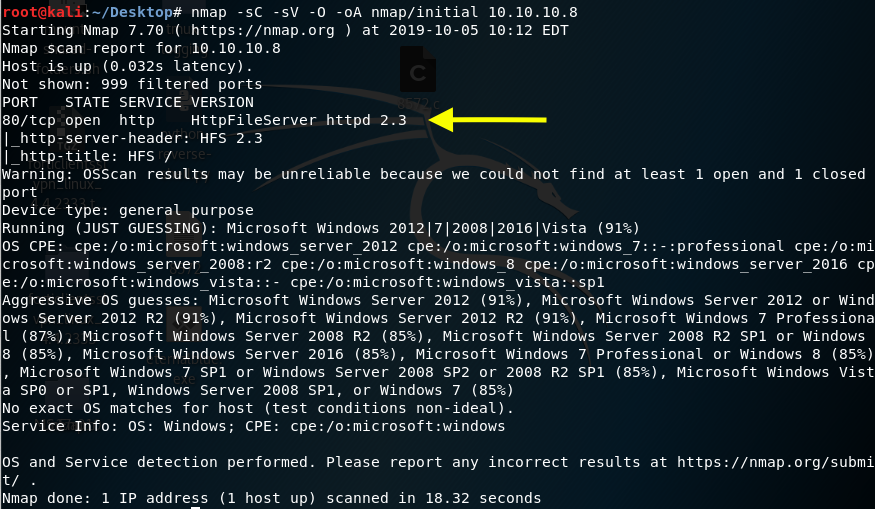 root@kali:~/Desktop# nmap -sC -sV -O -oA nmap/initial 10.10.10.8
Starting Nmap 7.70 ( https://nmap.org ) at 2019-10-05 10:12 EDT
Nmap scan report for 10.10.10.8
Host is up (0.032s latency).
Not shown: 999 filtered ports
PORT   STATE SERVICE VERSION
80/tcp open  http    HttpFileServer httpd 2.3
|_http-server-header: HFS 2.3
|_http-title: HFS /
Warning: OSScan results may be unreliable because we could not find at least 1 open and 1 closed
port
Device type: general purpose
Running (JUST GUESSING): Microsoft Windows 2012|7|2008|2016|Vista (91%)
OS CPE: cpe:/o:microsoft:windows_server_2012 cpe:/o:microsoft:windows_7::-:professional cpe:/o:mi
crosoft:windows_server_2008:r2 cpe:/o:microsoft:windows_8 cpe:/o:microsoft:windows_server_2016 cp
e:/o:microsoft:windows_vista::- cpe:/o:microsoft:windows_vista::sp1
Aggressive OS guesses: Microsoft Windows Server 2012 (91%), Microsoft Windows Server 2012 or Wind
ows Server 2012 R2 (91%), Microsoft Windows Server 2012 R2 (91%), Microsoft Windows 7 Professiona
l (87%), Microsoft Windows Server 2008 R2 (85%), Microsoft Windows Server 2008 R2 SP1 or Windows
8 (85%), Microsoft Windows Server 2016 (85%), Microsoft Windows 7 Professional or Windows 8 (85%)
, Microsoft Windows 7 SP1 or Windows Server 2008 SP2 or 2008 R2 SP1 (85%), Microsoft Windows Vist
a SP0 or SP1, Windows Server 2008 SP1, or Windows 7 (85%)
No exact OS matches for host (test conditions non-ideal).
Service Info: OS: Windows; CPE: cpe:/o:microsoft:windows

OS and Service detection performed. Please report any incorrect results at https://nmap.org/submi
t/ .
Nmap done: 1 IP address (1 host up) scanned in 18.32 seconds